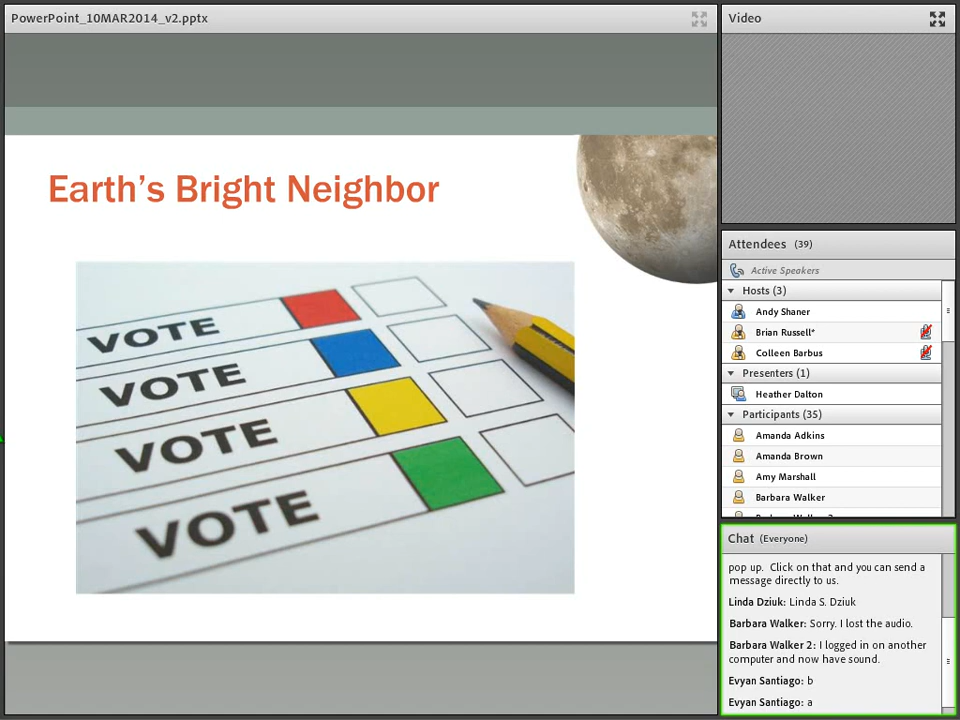 PowerPoint_10MAR2014_v2.pptx
Earth's Bright Neighbor
VOTE
VOTE
VOTE
VOTE
Video
Attendees (39)
Active Speakers
Hosts (3)
Andy Shaner
Brian Russell*
Colleen Barbus
Presenters (1)
Heather Dalton
Participants (35)
Amanda Adkins
Amanda Brown
Amy Marshall
Barbara Walker
Chat (Everyone)
pop up. Click on that and you can send a
message directly to us.
Linda Dziuk: Linda S. Dziuk
Barbara Walker: Sorry. I lost the audio.
Barbara Walker 2: I logged in on another
computer and now have sound.
Evyan Santiago: b
Evyan Santiago: a